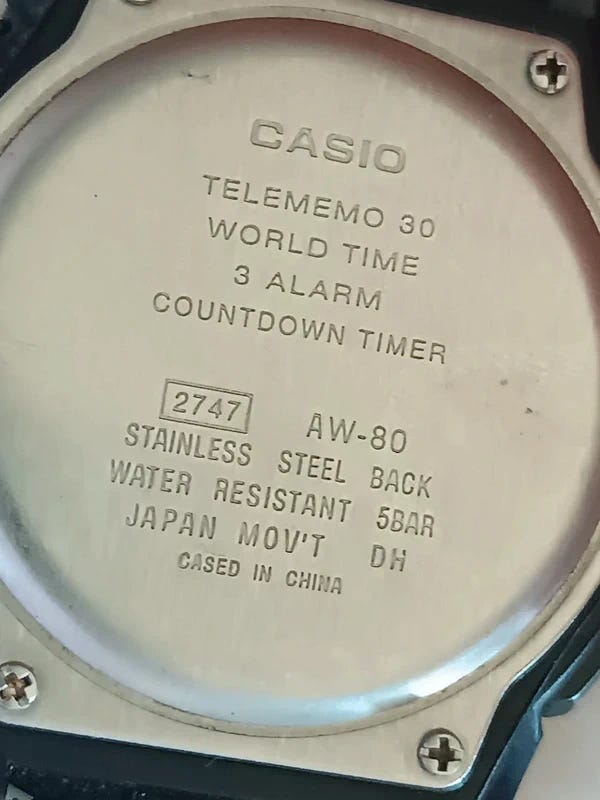 CASIO
TELEMEMO 30
WORLD TIME
3 ALARM
COUNTDOWN TIMER
2747 AW-80
STAINLESS STEEL BACK
WATER RESISTANT 5BAR
JAPAN MOV'T DH
CASED IN CHINA